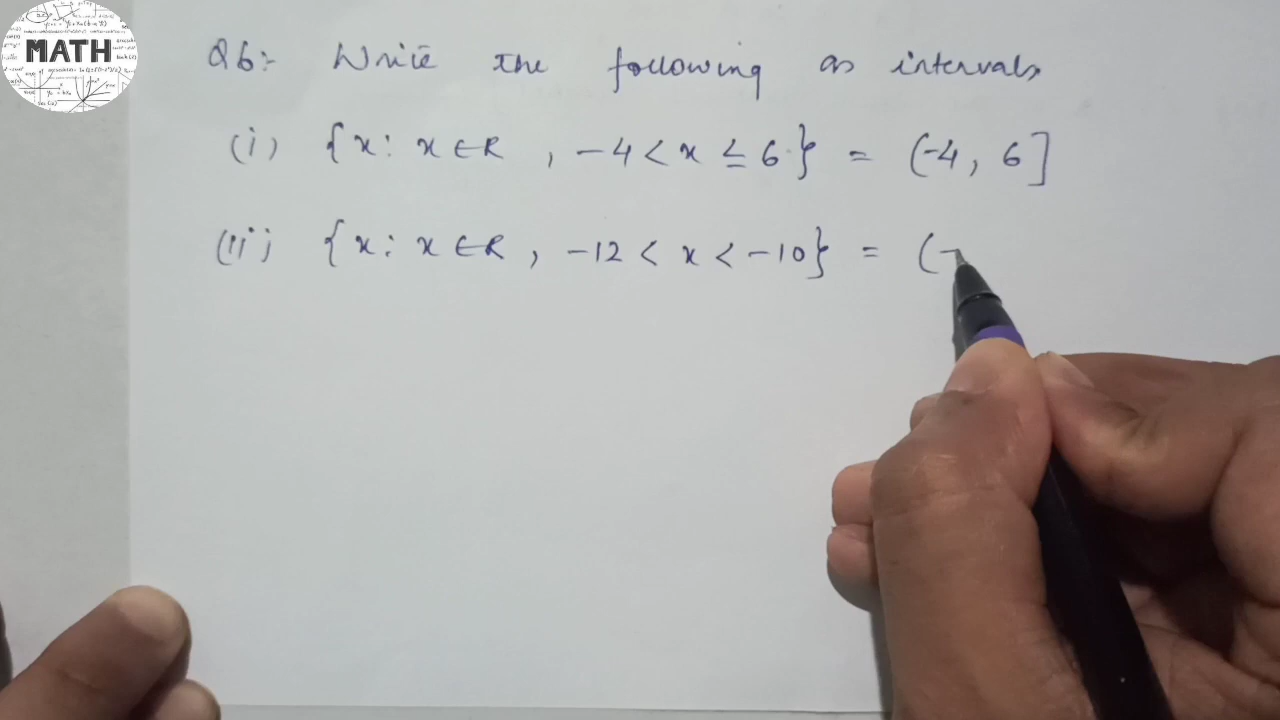 MATH
Q6:- Write the following as intervals
(i) {x : x ∈ R , -4 < x ≤ 6} = (-4, 6]
(ii) {x : x ∈ R , -12 < x < -10} = (-